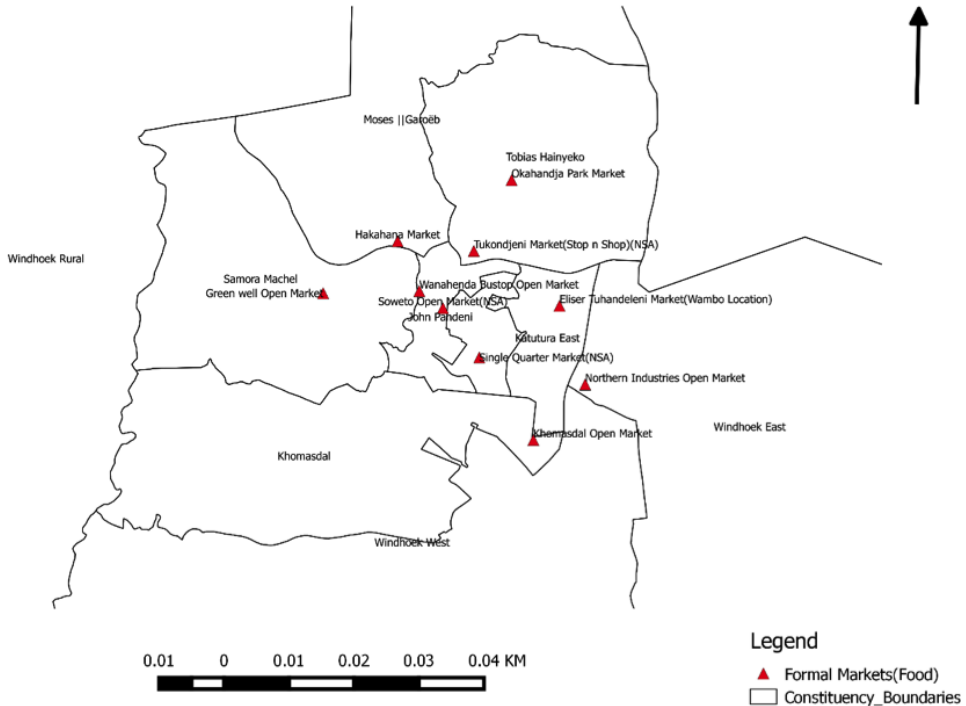 Moses ||Garoëb
Tobias Hainyeko
Okahandja Park Market
Hakahana Market
Tukondjeni Market(Stop n Shop)(NSA)
Windhoek Rural
Samora Machel
Green well Open Market
Wanahenda Bustop Open Market
Soweto Open Market(NSA)
John Pandeni
Eliser Tuhandeleni Market(Wambo Location)
Katutura East
Single Quarter Market(NSA)
Northern Industries Open Market
Windhoek East
Khomasdal Open Market
Khomasdal
Windhoek West
0.01 0 0.01 0.02 0.03 0.04 KM
Legend
Formal Markets(Food)
Constituency_Boundaries